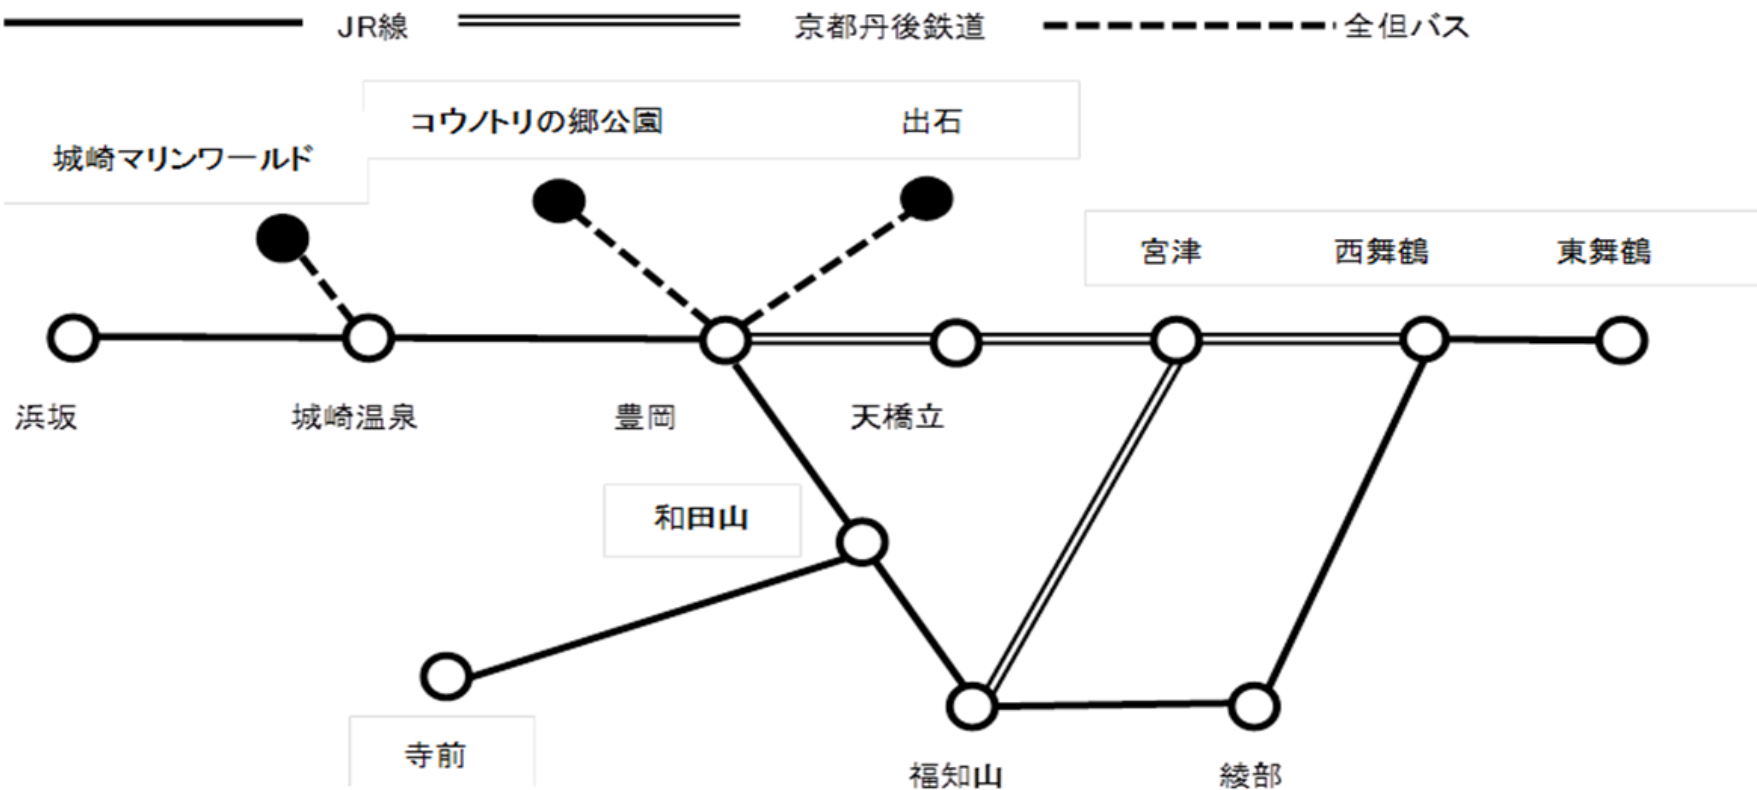 JR線 京都丹後鉄道 全但バス
コウノトリの郷公園 出石
城崎マリンワールド
宮津 西舞鶴 東舞鶴
浜坂 城崎温泉 豊岡 天橋立
和田山
寺前
福知山 綾部